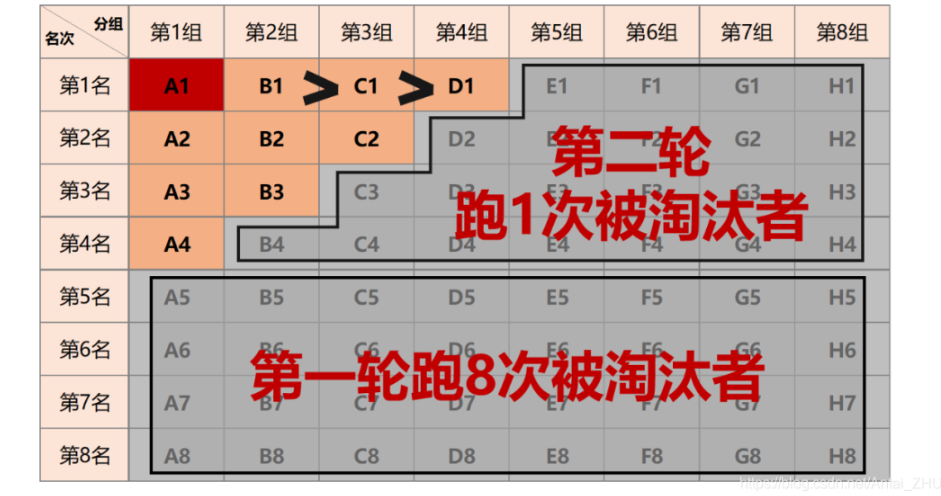 分组
名次
第1组 第2组 第3组 第4组 第5组 第6组 第7组 第8组
第1名 A1 B1 > C1 > D1 E1 F1 G1 H1
第2名 A2 B2 C2 D2 E2 F2 G2 H2
第二轮
第3名 A3 B3 C3 D3 E3 F3 G3 H3
跑1次被淘汰者
第4名 A4 B4 C4 D4 E4 F4 G4 H4
第5名 A5 B5 C5 D5 E5 F5 G5 H5
第6名 A6 B6 C6 D6 E6 F6 G6 H6
第一轮跑8次被淘汰者
第7名 A7 B7 C7 D7 E7 F7 G7 H7
第8名 A8 B8 C8 D8 E8 F8 G8 H8
https://blog.csdn.net/Amai_ZHU